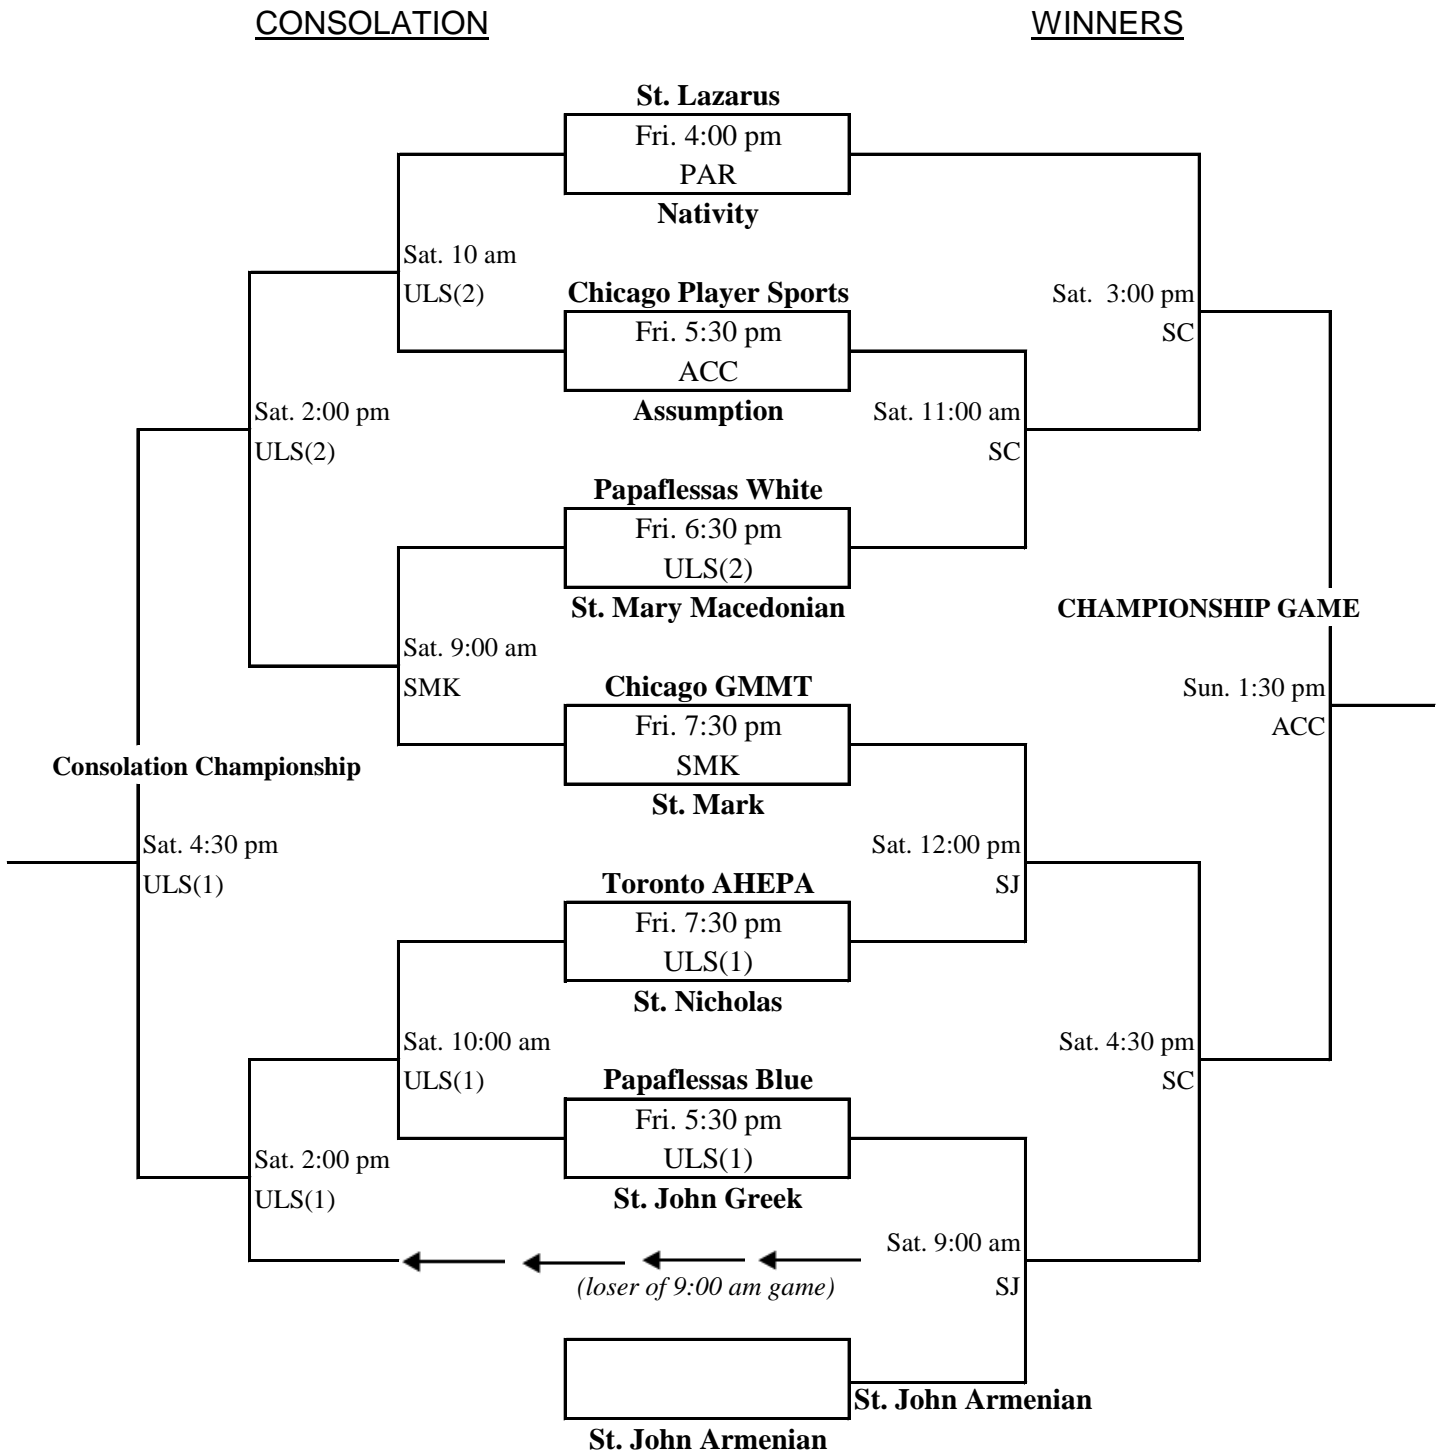 CONSOLATION
WINNERS
St. Lazarus
Fri. 4:00 pm
PAR
Nativity
Sat. 10 am
ULS(2)
Chicago Player Sports
Fri. 5:30 pm
ACC
Assumption
Sat.  3:00 pm
SC
Sat. 2:00 pm
ULS(2)
Sat. 11:00 am
SC
Papaflessas White
Fri. 6:30 pm
ULS(2)
St. Mary Macedonian
CHAMPIONSHIP GAME
Sat. 9:00 am
SMK
Chicago GMMT
Fri. 7:30 pm
SMK
St. Mark
Sun. 1:30 pm
ACC
Consolation Championship
Sat. 4:30 pm
ULS(1)
Sat. 12:00 pm
SJ
Toronto AHEPA
Fri. 7:30 pm
ULS(1)
St. Nicholas
Sat. 10:00 am
ULS(1)
Sat. 4:30 pm
SC
Papaflessas Blue
Fri. 5:30 pm
ULS(1)
St. John Greek
Sat. 2:00 pm
ULS(1)
Sat. 9:00 am
SJ
(loser of 9:00 am game)
St. John Armenian
St. John Armenian